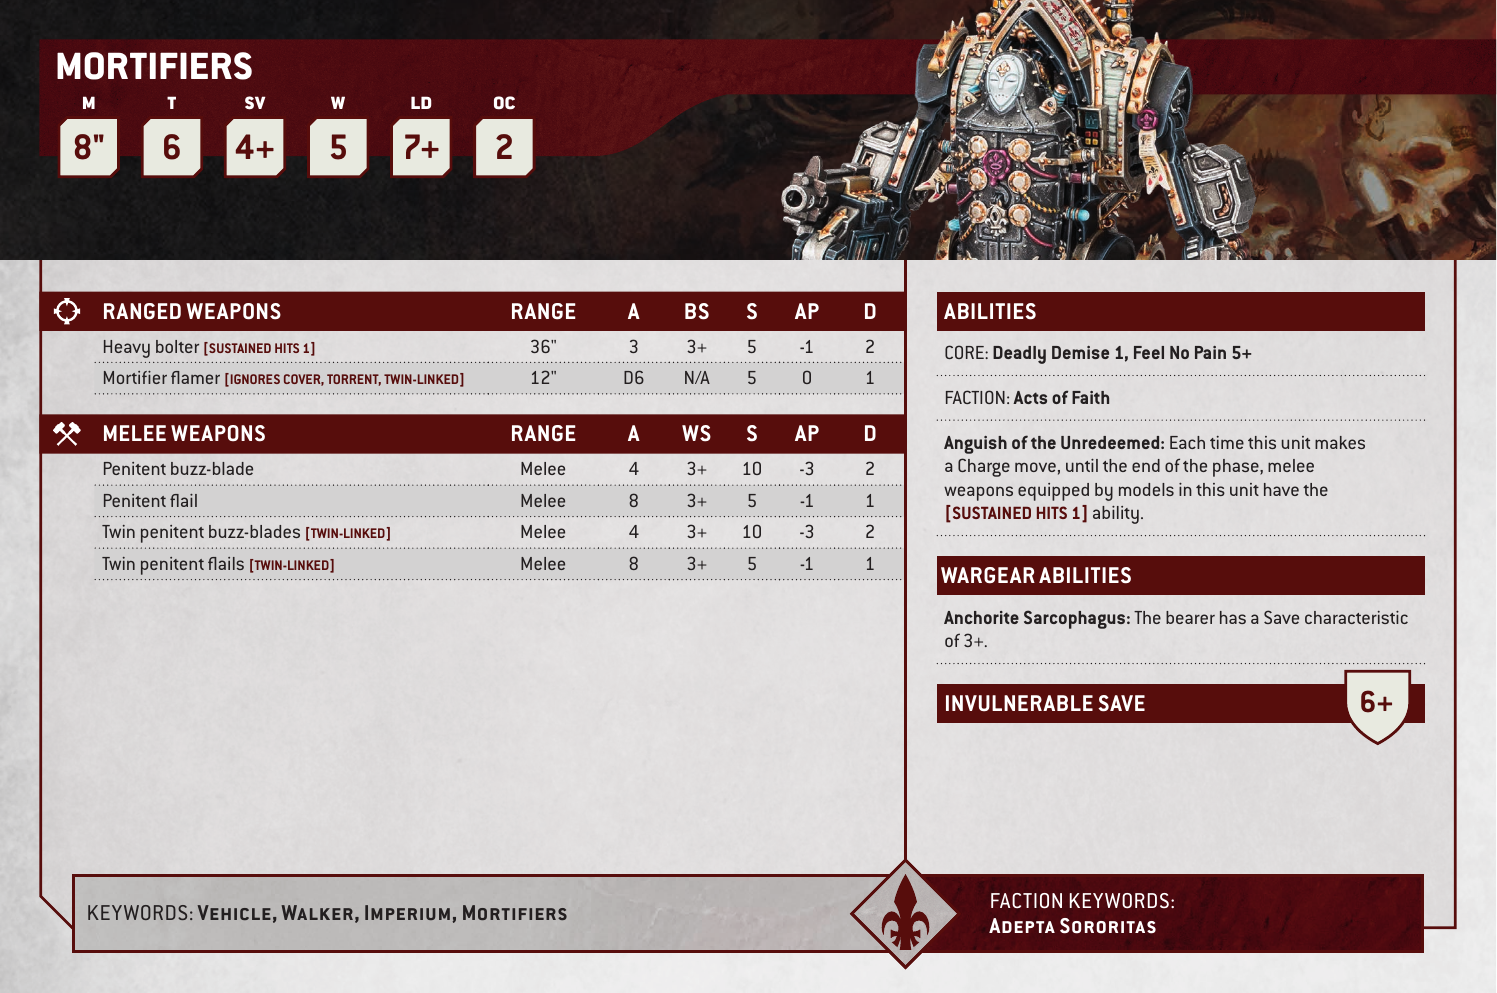 MORTIFIERS
M T SV W LD OC
8" 6 4+ 5 7+ 2
RANGED WEAPONS RANGE A BS S AP D
Heavy bolter [SUSTAINED HITS 1] 36" 3 3+ 5 -1 2
Mortifier flamer [IGNORES COVER, TORRENT, TWIN-LINKED] 12" D6 N/A 5 0 1
MELEE WEAPONS RANGE A WS S AP D
Penitent buzz-blade Melee 4 3+ 10 -3 2
Penitent flail Melee 8 3+ 5 -1 1
Twin penitent buzz-blades [TWIN-LINKED] Melee 4 3+ 10 -3 2
Twin penitent flails [TWIN-LINKED] Melee 8 3+ 5 -1 1
ABILITIES
CORE: Deadly Demise 1, Feel No Pain 5+
FACTION: Acts of Faith
Anguish of the Unredeemed: Each time this unit makes
a Charge move, until the end of the phase, melee
weapons equipped by models in this unit have the
[SUSTAINED HITS 1] ability.
WARGEAR ABILITIES
Anchorite Sarcophagus: The bearer has a Save characteristic
of 3+.
INVULNERABLE SAVE 6+
KEYWORDS: VEHICLE, WALKER, IMPERIUM, MORTIFIERS
FACTION KEYWORDS:
ADEPTA SORORITAS